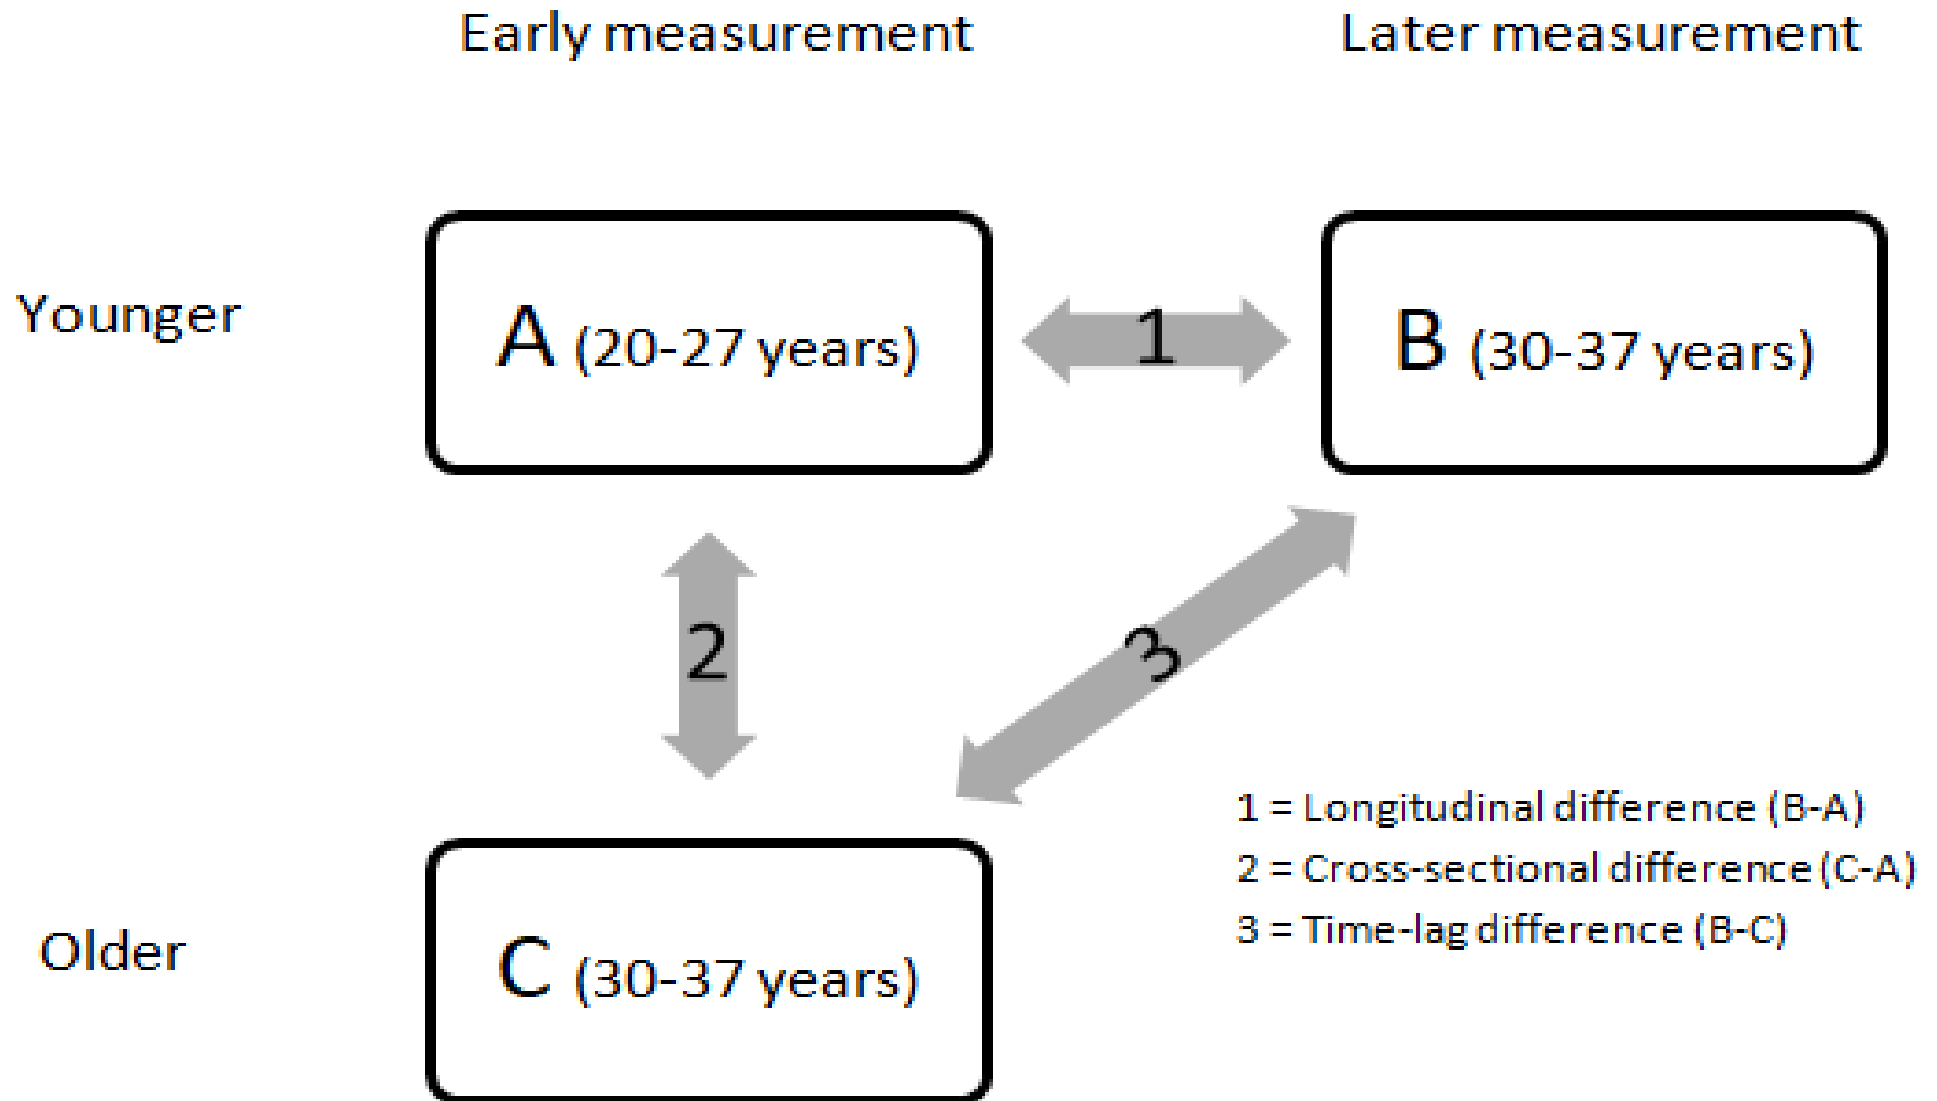 Early measurement
Later measurement
Younger
A (20-27 years)
1
B (30-37 years)
2
3
1 = Longitudinal difference (B-A)
2 = Cross-sectional difference (C-A)
3 = Time-lag difference (B-C)
Older
C (30-37 years)